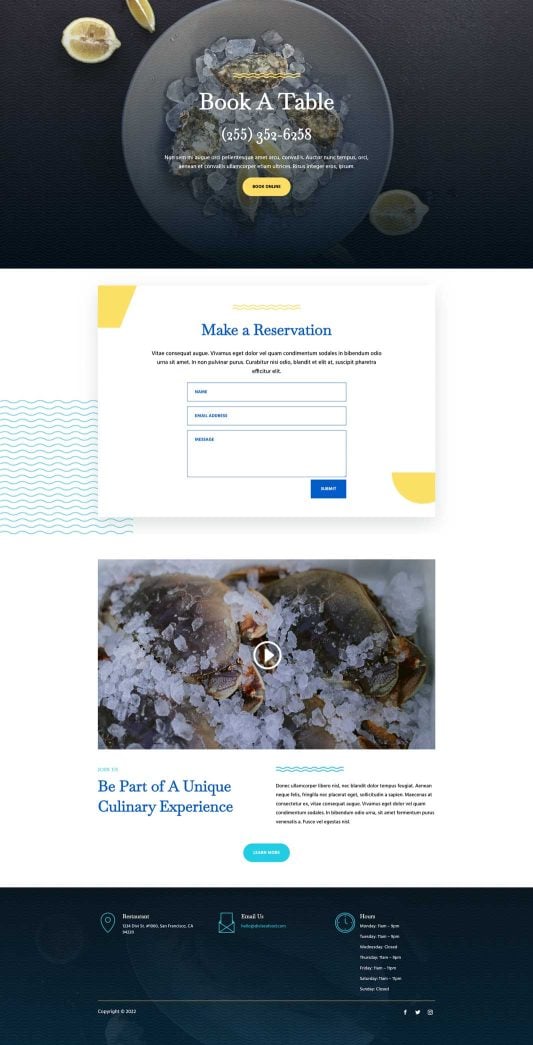 Book A Table
(255) 352-6258
Non sem mi augue orci pellentesque amet arcu, convallis. Auctor nunc tempus, orci,
aenean et convallis ullamcorper etium ultrices. Risus integer eros, ipsum.
BOOK ONLINE
Make a Reservation
Vitae consequat augue. Vivamus eget dolor vel quam condimentum sodales in bibendum odio
urna sit amet. In non pulvinar purus. Curabitur nisi odio, blandit et elit at, suscipit pharetra
efficitur elit.
NAME
EMAIL ADDRESS
MESSAGE
SUBMIT
JOIN US
Be Part of A Unique
Culinary Experience
Donec ullamcorper libero nisl, nec blandit dolor tempus feugiat. Aenean
neque felis, fringilla nec placerat eget, sollicitudin a sapien. Maecenas at
consectetur ex, vitae consequat augue. Vivamus eget dolor vel quam
condimentum sodales. In bibendum odio urna, sit amet fermentum purus
venenatis a. Fusce vel egestas nisl.
LEARN MORE
Restaurant
1234 Divi St. #1000, San Francisco, CA
94220
Email Us
hello@diviseafood.com
Hours
Monday: 11am – 9pm
Tuesday: 11am – 9pm
Wednesday: Closed
Thursday: 11am – 9pm
Friday: 11am – 11pm
Saturday: 11am – 11pm
Sunday: Closed
Copyright © 2022